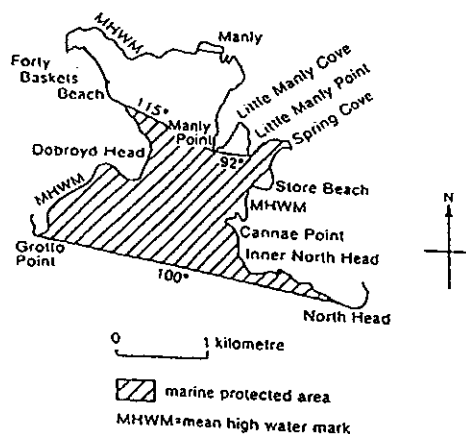 MHWM
Manly
Forty
Baskets
Beach
Little Manly Cove
Little Manly Point
Spring Cove
115°
Manly
Point
92°
Dobroyd Head
Store Beach
MHWM
MHWM
Cannae Point
Inner North Head
Grotto
Point
100°
North Head
N
0 1 kilometre
marine protected area
MHWM=mean high water mark